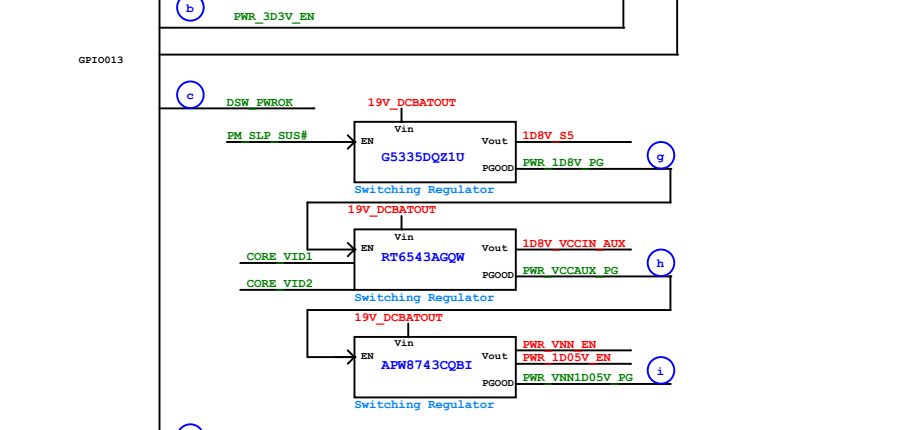 b
PWR_3D3V_EN
GPIO013
c
DSW_PWROK
19V_DCBATOUT
Vin
PM_SLP_SUS#
EN
Vout
1D8V_S5
G5335DQZ1U
PGOOD
PWR_1D8V_PG
g
Switching Regulator
19V_DCBATOUT
Vin
EN
Vout
1D8V_VCCIN_AUX
CORE_VID1
RT6543AGQW
PGOOD
PWR_VCCAUX_PG
h
CORE_VID2
Switching Regulator
19V_DCBATOUT
Vin
EN
Vout
PWR_VNN_EN
PWR_1D05V_EN
APW8743CQBI
PGOOD
PWR_VNN1D05V_PG
i
Switching Regulator